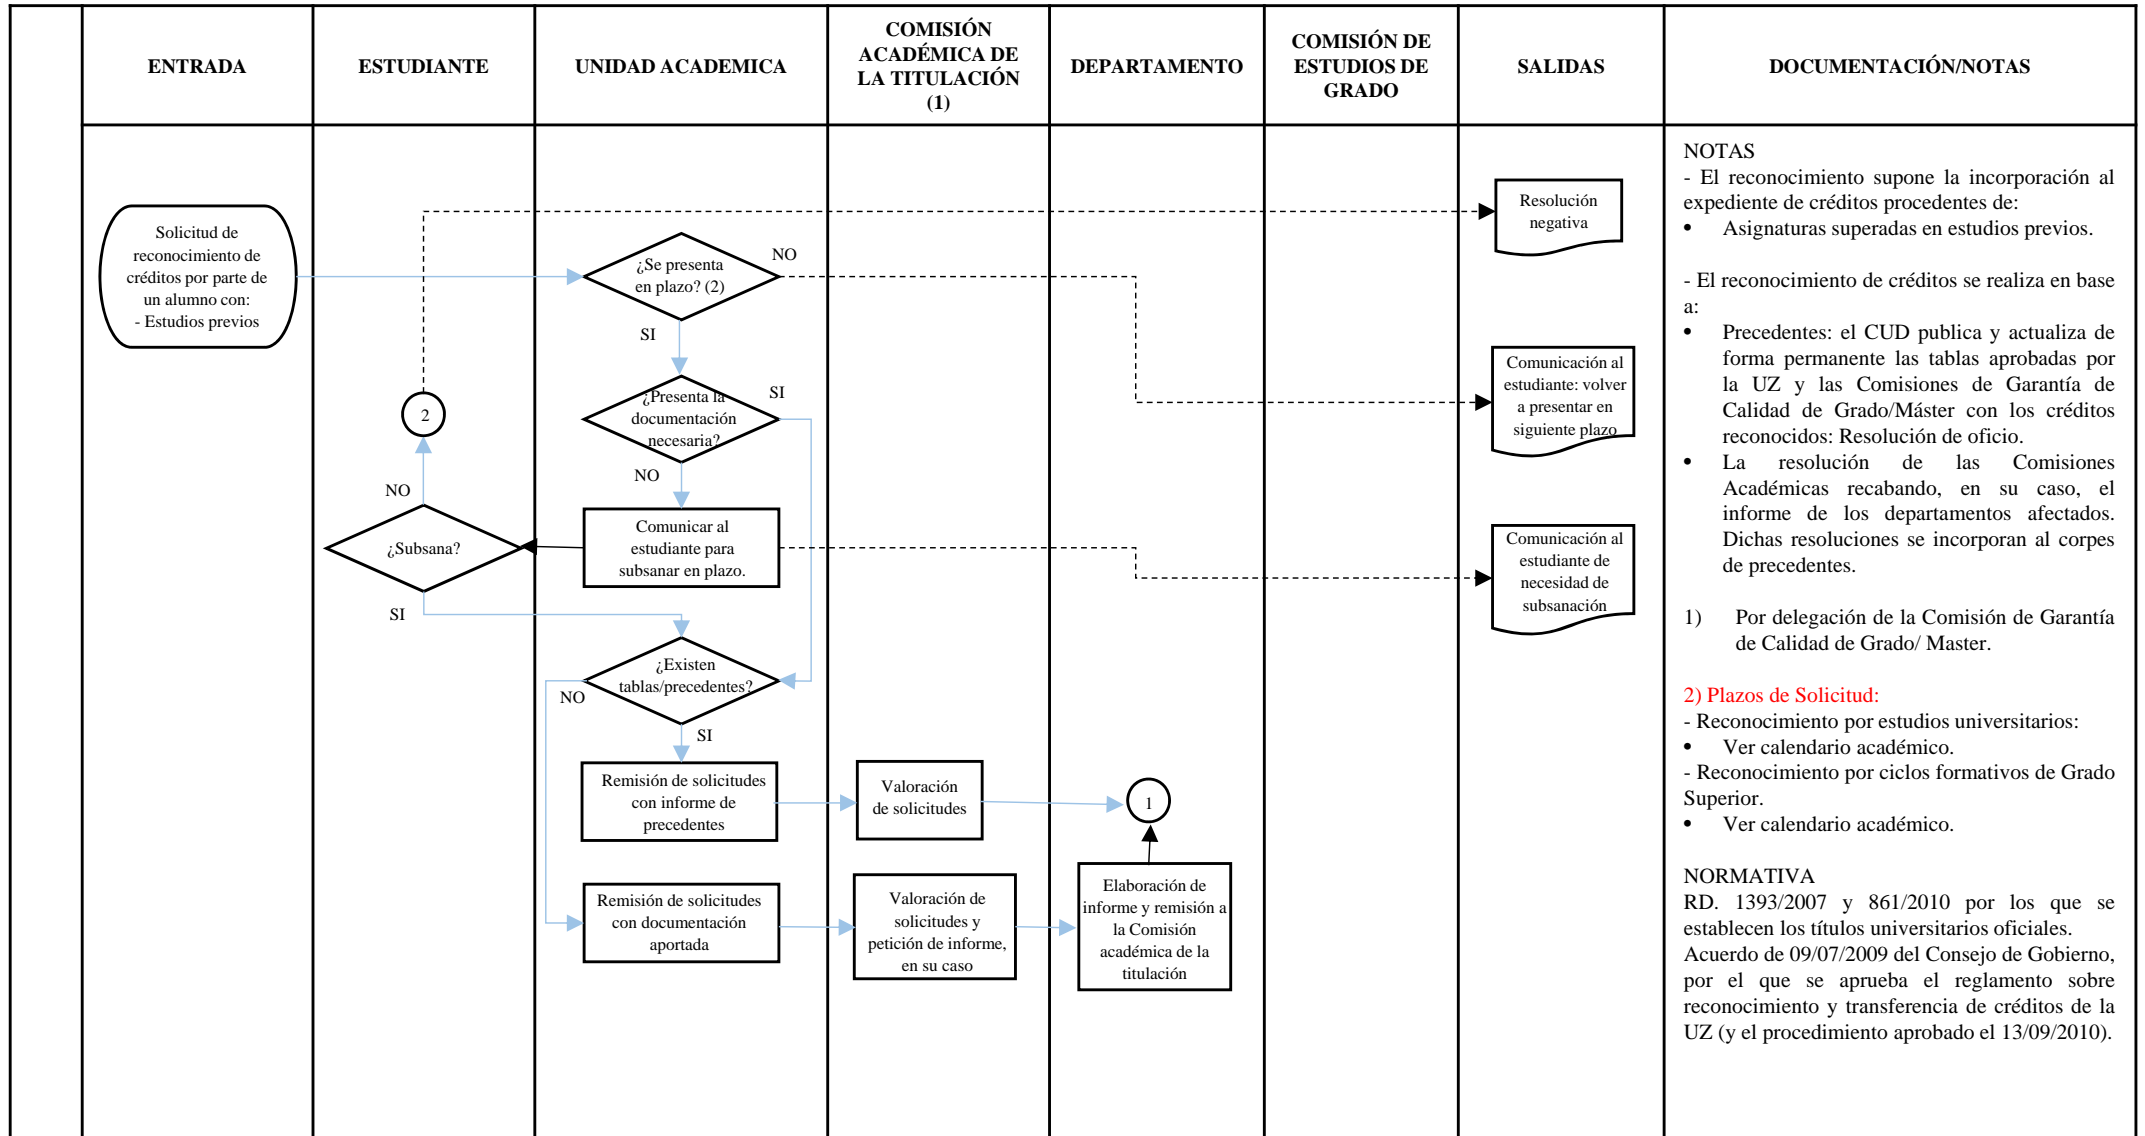 ENTRADA
ESTUDIANTE
UNIDAD ACADEMICA
COMISIÓN
ACADÉMICA DE
LA TITULACIÓN
(1)
DEPARTAMENTO
COMISIÓN DE
ESTUDIOS DE
GRADO
SALIDAS
DOCUMENTACIÓN/NOTAS
Solicitud de
reconocimiento de
créditos por parte de
un alumno con:
- Estudios previos
¿Se presenta
en plazo? (2)
NO
SI
¿Presenta la
documentación
necesaria?
SI
NO
2
NO
¿Subsana?
SI
Comunicar al
estudiante para
subsanar en plazo.
¿Existen
tablas/precedentes?
NO
SI
Remisión de solicitudes
con informe de
precedentes
Valoración
de solicitudes
1
Remisión de solicitudes
con documentación
aportada
Valoración de
solicitudes y
petición de informe,
en su caso
Elaboración de
informe y remisión a
la Comisión
académica de la
titulación
Resolución
negativa
Comunicación al
estudiante: volver
a presentar en
siguiente plazo
Comunicación al
estudiante de
necesidad de
subsanación
NOTAS
- El reconocimiento supone la incorporación al
expediente de créditos procedentes de:
• Asignaturas superadas en estudios previos.
- El reconocimiento de créditos se realiza en base
a:
• Precedentes: el CUD publica y actualiza de
forma permanente las tablas aprobadas por
la UZ y las Comisiones de Garantía de
Calidad de Grado/Máster con los créditos
reconocidos: Resolución de oficio.
• La resolución de las Comisiones
Académicas recabando, en su caso, el
informe de los departamentos afectados.
Dichas resoluciones se incorporan al corpes
de precedentes.
1) Por delegación de la Comisión de Garantía
de Calidad de Grado/ Master.
2) Plazos de Solicitud:
- Reconocimiento por estudios universitarios:
• Ver calendario académico.
- Reconocimiento por ciclos formativos de Grado
Superior.
• Ver calendario académico.
NORMATIVA
RD. 1393/2007 y 861/2010 por los que se
establecen los títulos universitarios oficiales.
Acuerdo de 09/07/2009 del Consejo de Gobierno,
por el que se aprueba el reglamento sobre
reconocimiento y transferencia de créditos de la
UZ (y el procedimiento aprobado el 13/09/2010).